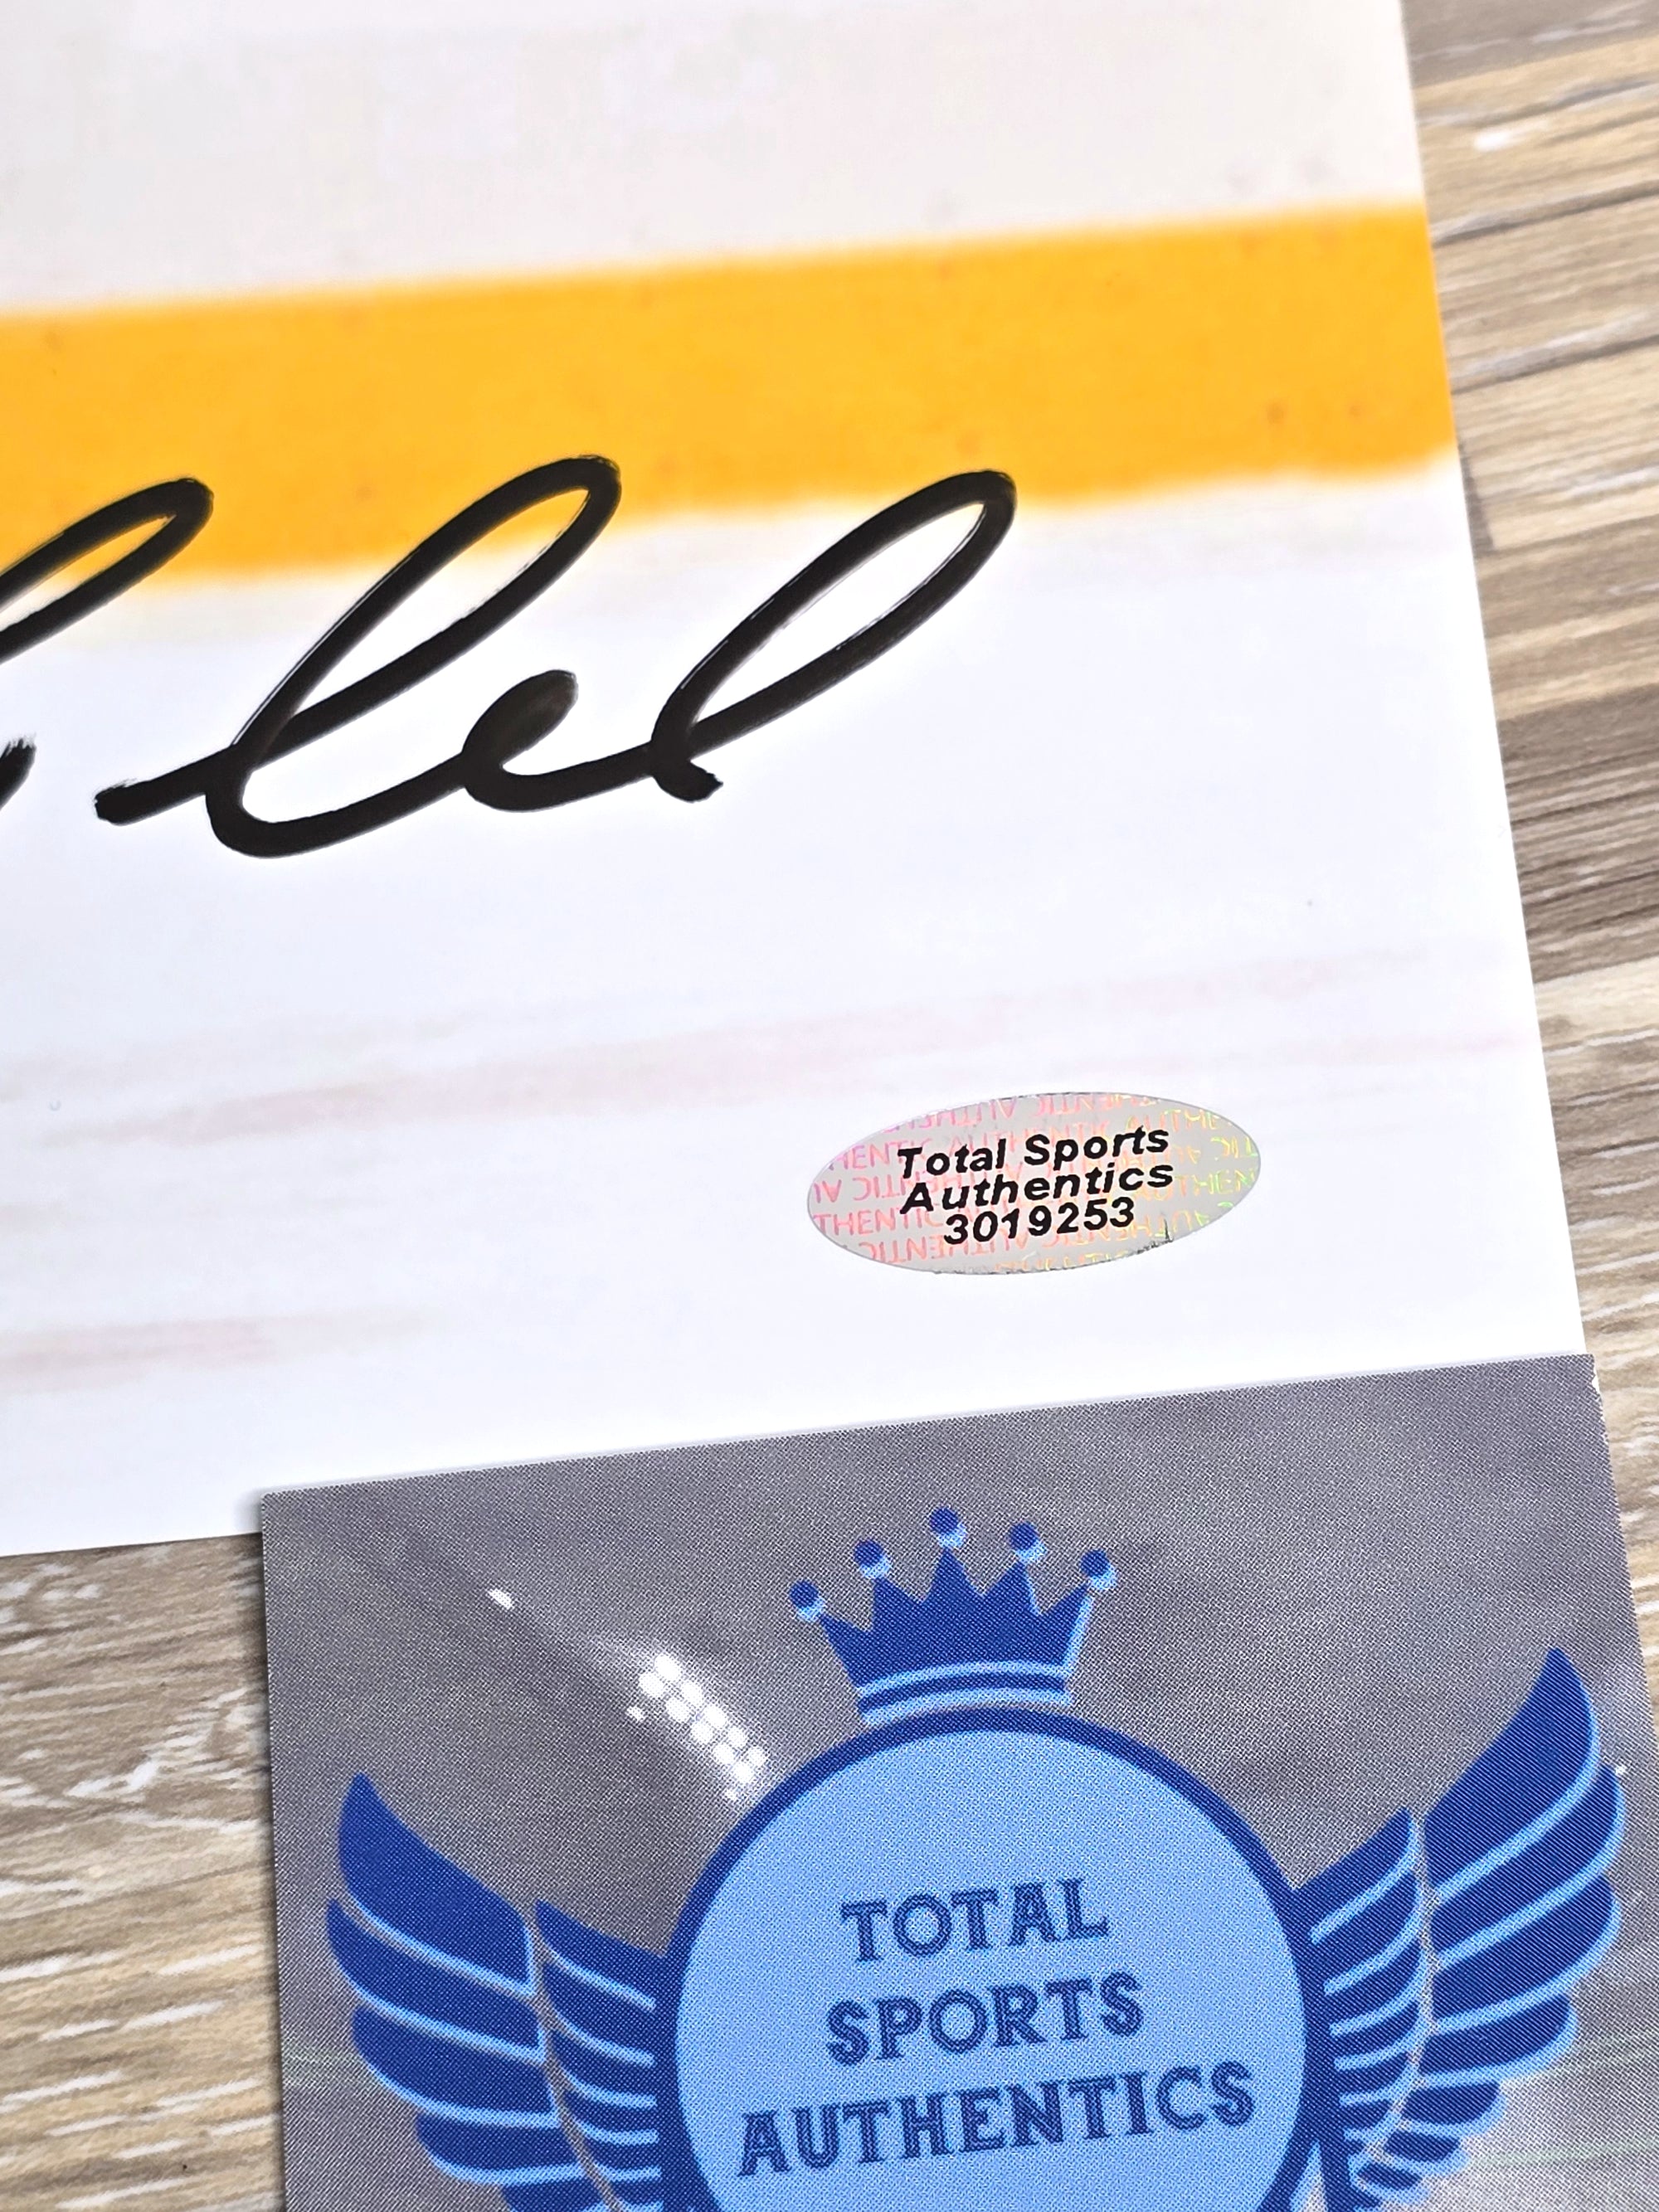 Total Sports
Authentics
3019253
TOTAL
SPORTS
AUTHENTICS